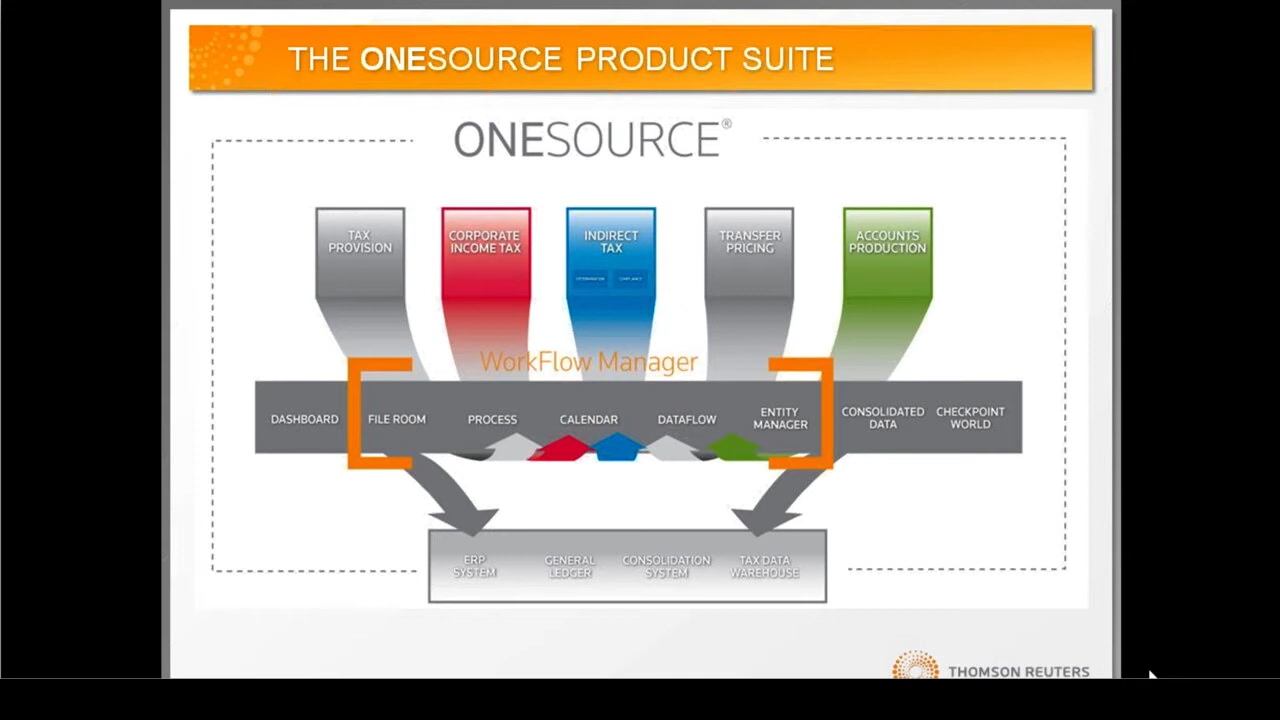 THE ONESOURCE PRODUCT SUITE
ONESOURCE®
TAX
PROVISION
CORPORATE
INCOME TAX
INDIRECT
TAX
DETERMINATION COMPLIANCE
TRANSFER
PRICING
ACCOUNTS
PRODUCTION
WorkFlow Manager
DASHBOARD
FILE ROOM
PROCESS
CALENDAR
DATAFLOW
ENTITY
MANAGER
CONSOLIDATED
DATA
CHECKPOINT
WORLD
ERP
SYSTEM
GENERAL
LEDGER
CONSOLIDATION
SYSTEM
TAX DATA
WAREHOUSE
THOMSON REUTERS